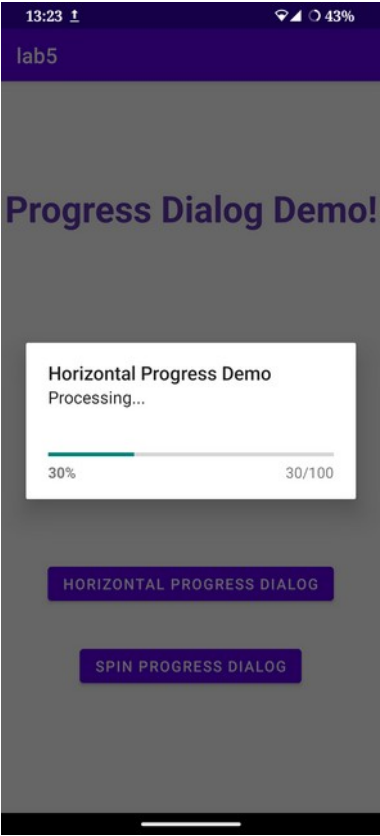 13:23 43%
lab5
Progress Dialog Demo!
Horizontal Progress Demo
Processing...
30% 30/100
HORIZONTAL PROGRESS DIALOG
SPIN PROGRESS DIALOG